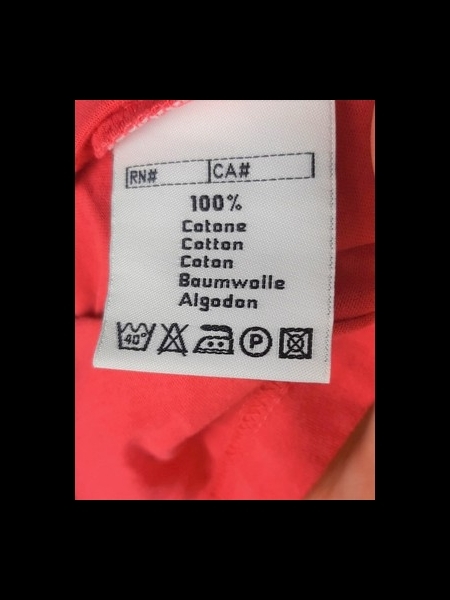 RN# CA#
100%
Cotone
Cotton
Coton
Baumwolle
Algodon
40° P